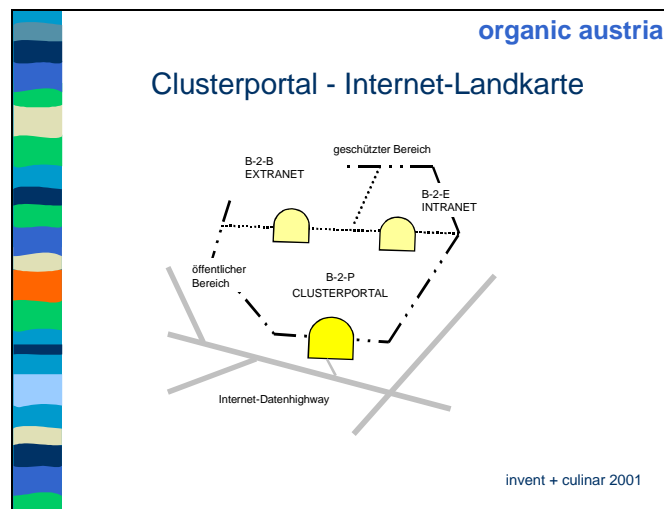 organic austria
Clusterportal - Internet-Landkarte
geschützter Bereich
B-2-B
EXTRANET
B-2-E
INTRANET
öffentlicher
Bereich
B-2-P
CLUSTERPORTAL
Internet-Datenhighway
invent + culinar 2001